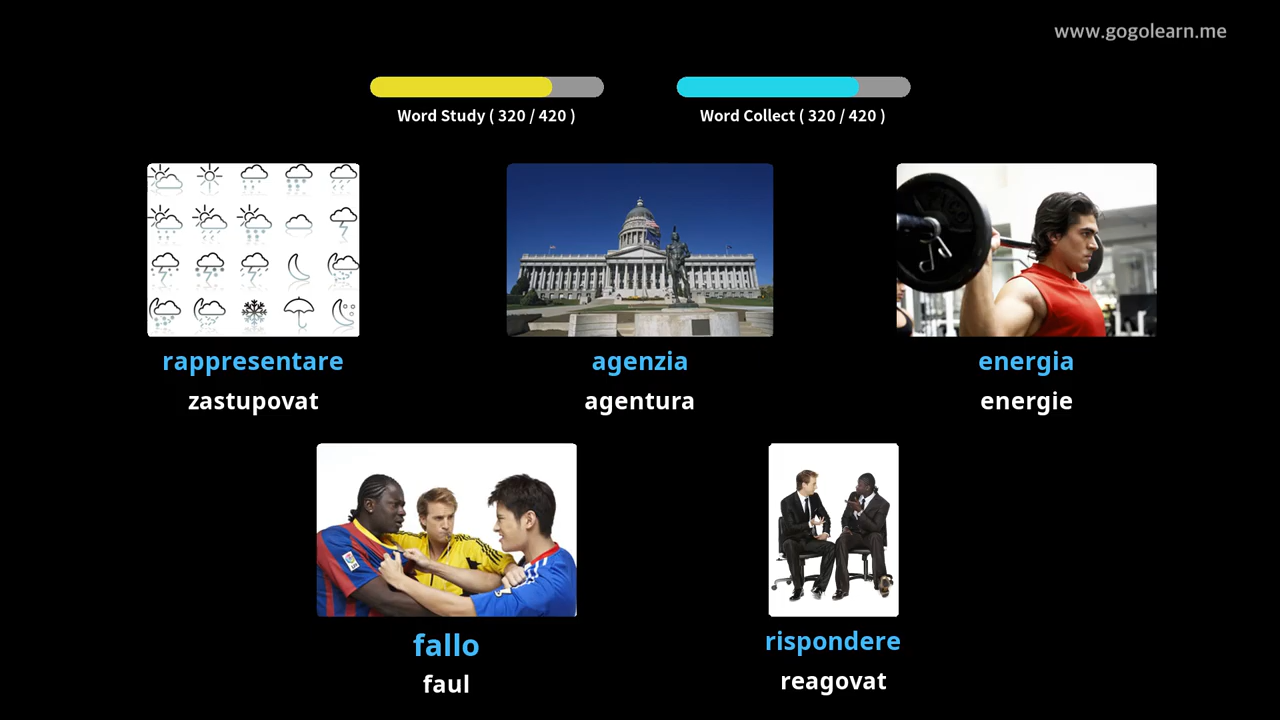 www.gogolearn.me
Word Study ( 320 / 420 )
Word Collect ( 320 / 420 )
rappresentare
zastupovat
agenzia
agentura
energia
energie
fallo
faul
rispondere
reagovat